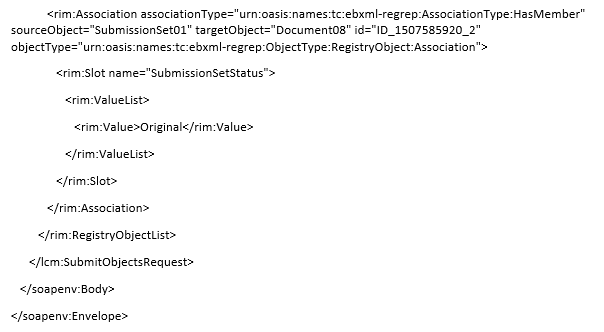 <rim:Association associationType="urn:oasis:names:tc:ebxml-regrep:AssociationType:HasMember"
sourceObject="SubmissionSet01" targetObject="Document08" id="ID_1507585920_2"
objectType="urn:oasis:names:tc:ebxml-regrep:ObjectType:RegistryObject:Association">
<rim:Slot name="SubmissionSetStatus">
<rim:ValueList>
<rim:Value>Original</rim:Value>
</rim:ValueList>
</rim:Slot>
</rim:Association>
</rim:RegistryObjectList>
</lcm:SubmitObjectsRequest>
</soapenv:Body>
</soapenv:Envelope>